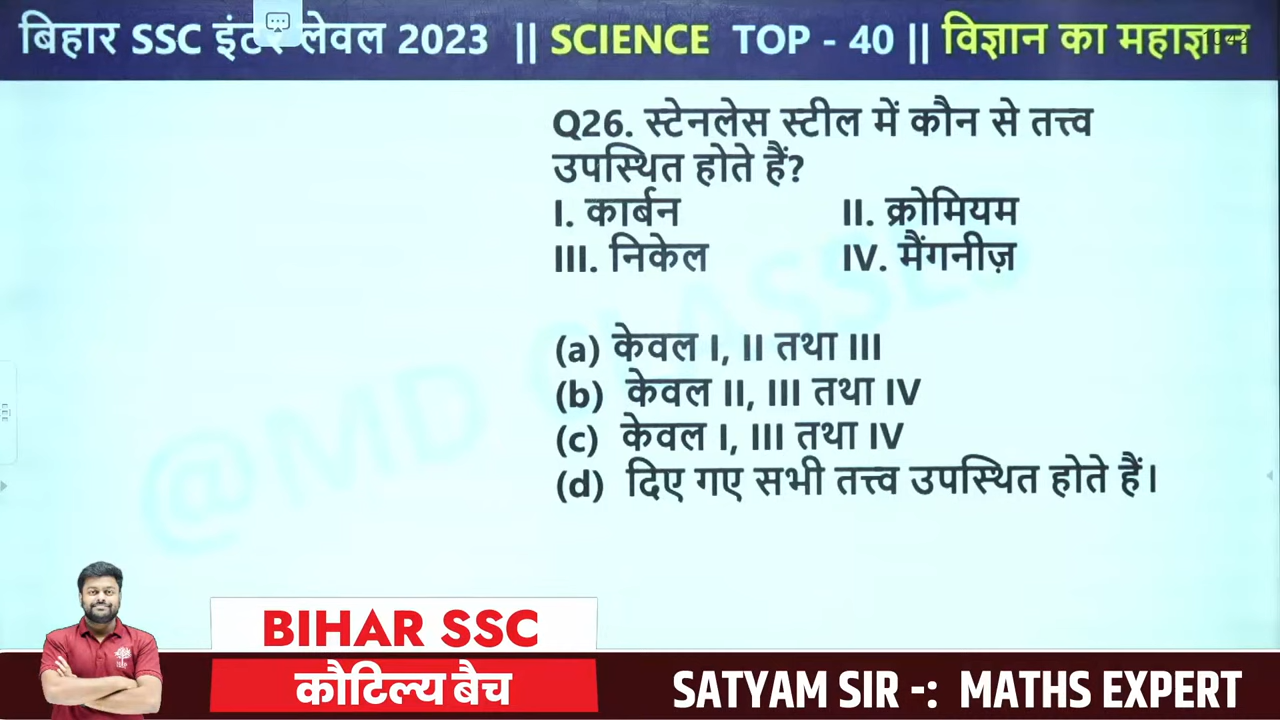 बिहार SSC इंटर लेवल 2023 || SCIENCE TOP - 40 || विज्ञान का महाज्ञान
Q26. स्टेनलेस स्टील में कौन से तत्त्व
उपस्थित होते हैं?
I. कार्बन II. क्रोमियम
III. निकेल IV. मैंगनीज़
(a) केवल I, II तथा III
(b) केवल II, III तथा IV
(c) केवल I, III तथा IV
(d) दिए गए सभी तत्त्व उपस्थित होते हैं।
@MD CLASSES
BIHAR SSC
कौटिल्य बैच
SATYAM SIR -: MATHS EXPERT